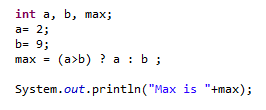 int a, b, max;
a= 2;
b= 9;
max = (a>b) ? a : b ;
System.out.println("Max is "+max);